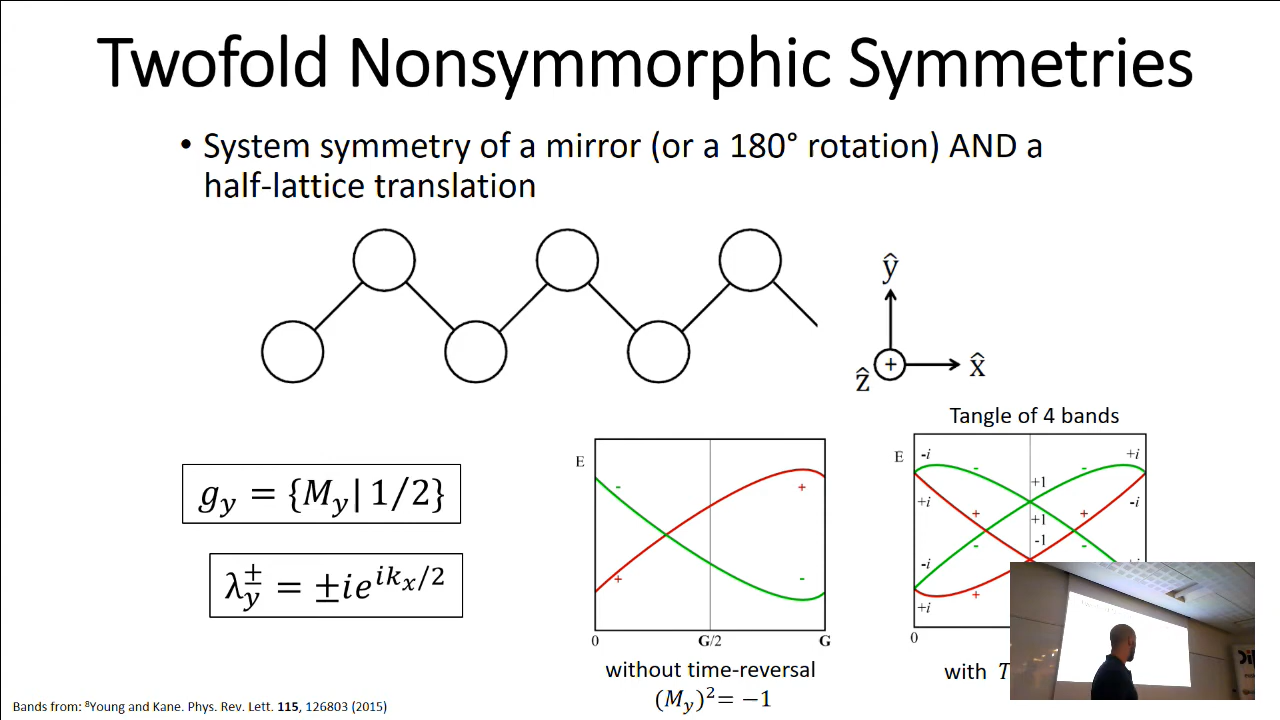 Twofold Nonsymmorphic Symmetries
• System symmetry of a mirror (or a 180° rotation) AND a
half-lattice translation
ŷ
+
x̂
ẑ
g_y = {M_y | 1/2}
λ_y^± = ±ie^{ik_x/2}
E
-
+
+
-
0
G/2
G
without time-reversal
(M_y)² = −1
Tangle of 4 bands
E
-i
-
-
+i
+1
+i
+
+1
+
-i
-
-1
-
-i
+i
+
0
with T
Bands from: ⁸Young and Kane. Phys. Rev. Lett. 115, 126803 (2015)